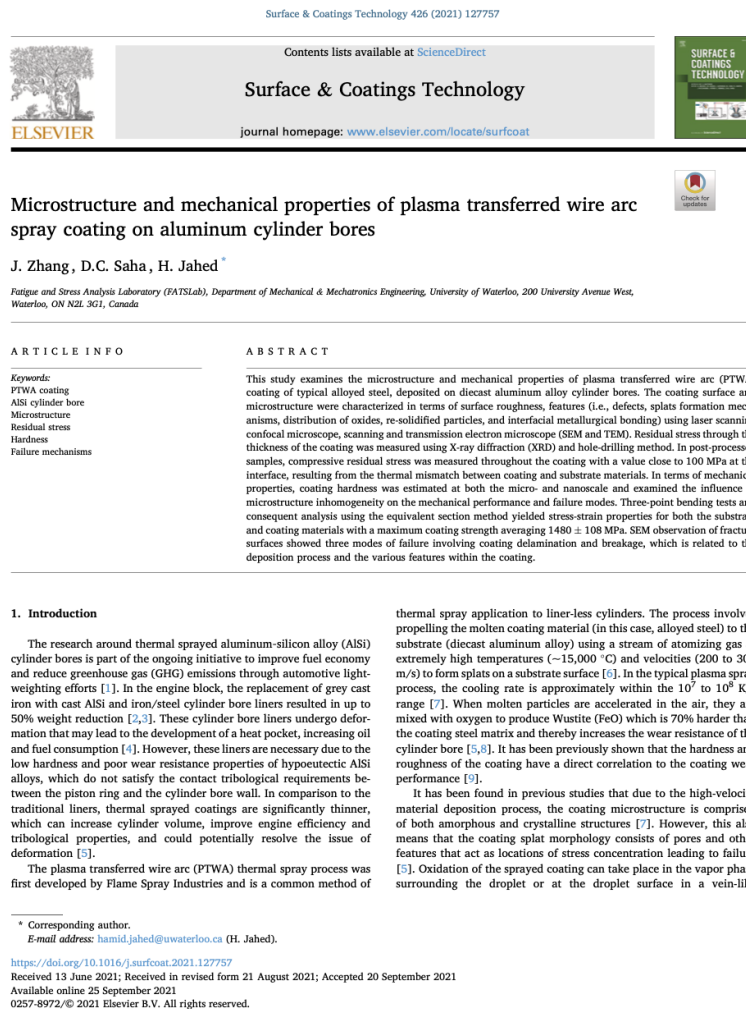 Surface & Coatings Technology 426 (2021) 127757
Contents lists available at ScienceDirect
Surface & Coatings Technology
journal homepage: www.elsevier.com/locate/surfcoat
ELSEVIER
SURFACE &
COATINGS
TECHNOLOGY
Check for
updates
Microstructure and mechanical properties of plasma transferred wire arc
spray coating on aluminum cylinder bores
J. Zhang, D.C. Saha, H. Jahed *
Fatigue and Stress Analysis Laboratory (FATSLab), Department of Mechanical & Mechatronics Engineering, University of Waterloo, 200 University Avenue West,
Waterloo, ON N2L 3G1, Canada
ARTICLE INFO
Keywords:
PTWA coating
AlSi cylinder bore
Microstructure
Residual stress
Hardness
Failure mechanisms
ABSTRACT
This study examines the microstructure and mechanical properties of plasma transferred wire arc (PTWA
coating of typical alloyed steel, deposited on diecast aluminum alloy cylinder bores. The coating surface a
microstructure were characterized in terms of surface roughness, features (i.e., defects, splats formation mec
anisms, distribution of oxides, re-solidified particles, and interfacial metallurgical bonding) using laser scanni
confocal microscope, scanning and transmission electron microscope (SEM and TEM). Residual stress through t
thickness of the coating was measured using X-ray diffraction (XRD) and hole-drilling method. In post-process
samples, compressive residual stress was measured throughout the coating with a value close to 100 MPa at t
interface, resulting from the thermal mismatch between coating and substrate materials. In terms of mechani
properties, coating hardness was estimated at both the micro- and nanoscale and examined the influence
microstructure inhomogeneity on the mechanical performance and failure modes. Three-point bending tests a
consequent analysis using the equivalent section method yielded stress-strain properties for both the substra
and coating materials with a maximum coating strength averaging 1480 ± 108 MPa. SEM observation of fractu
surfaces showed three modes of failure involving coating delamination and breakage, which is related to t
deposition process and the various features within the coating.
1. Introduction
The research around thermal sprayed aluminum-silicon alloy (AlSi)
cylinder bores is part of the ongoing initiative to improve fuel economy
and reduce greenhouse gas (GHG) emissions through automotive light-
weighting efforts [1]. In the engine block, the replacement of grey cast
iron with cast AlSi and iron/steel cylinder bore liners resulted in up to
50% weight reduction [2,3]. These cylinder bore liners undergo defor-
mation that may lead to the development of a heat pocket, increasing oil
and fuel consumption [4]. However, these liners are necessary due to the
low hardness and poor wear resistance properties of hypoeutectic AlSi
alloys, which do not satisfy the contact tribological requirements be-
tween the piston ring and the cylinder bore wall. In comparison to the
traditional liners, thermal sprayed coatings are significantly thinner,
which can increase cylinder volume, improve engine efficiency and
tribological properties, and could potentially resolve the issue of
deformation [5].
The plasma transferred wire arc (PTWA) thermal spray process was
first developed by Flame Spray Industries and is a common method of
thermal spray application to liner-less cylinders. The process involv
propelling the molten coating material (in this case, alloyed steel) to th
substrate (diecast aluminum alloy) using a stream of atomizing gas
extremely high temperatures (~15,000 °C) and velocities (200 to 30
m/s) to form splats on a substrate surface [6]. In the typical plasma spra
process, the cooling rate is approximately within the 10⁷ to 10⁸ K
range [7]. When molten particles are accelerated in the air, they a
mixed with oxygen to produce Wustite (FeO) which is 70% harder tha
the coating steel matrix and thereby increases the wear resistance of th
cylinder bore [5,8]. It has been previously shown that the hardness an
roughness of the coating have a direct correlation to the coating we
performance [9].
It has been found in previous studies that due to the high-veloci
material deposition process, the coating microstructure is compris
of both amorphous and crystalline structures [7]. However, this al
means that the coating splat morphology consists of pores and oth
features that act as locations of stress concentration leading to failu
[5]. Oxidation of the sprayed coating can take place in the vapor pha
surrounding the droplet or at the droplet surface in a vein-li
* Corresponding author.
E-mail address: hamid.jahed@uwaterloo.ca (H. Jahed).
https://doi.org/10.1016/j.surfcoat.2021.127757
Received 13 June 2021; Received in revised form 21 August 2021; Accepted 20 September 2021
Available online 25 September 2021
0257-8972/© 2021 Elsevier B.V. All rights reserved.